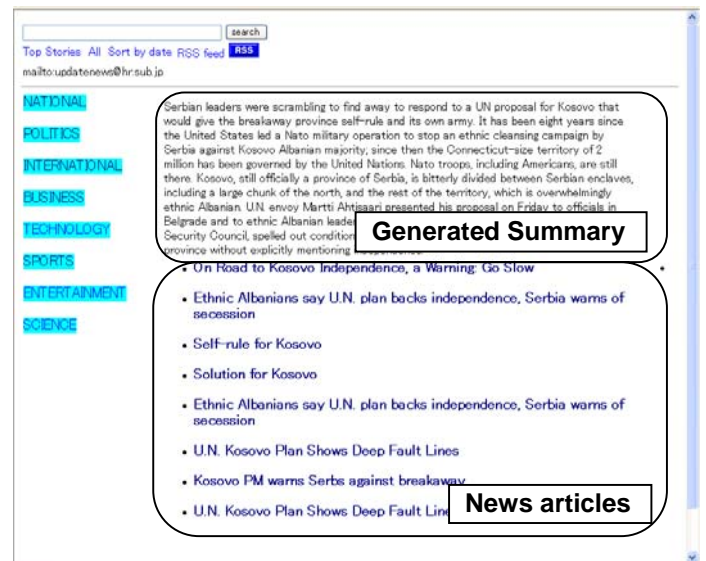 search
Top Stories All Sort by date RSS feed RSS
mailto:updatenews@hr.sub.jp
NATIONAL
POLITICS
INTERNATIONAL
BUSINESS
TECHNOLOGY
SPORTS
ENTERTAINMENT
SCIENCE
Serbian leaders were scrambling to find away to respond to a UN proposal for Kosovo that
would give the breakaway province self-rule and its own army. It has been eight years since
the United States led a Nato military operation to stop an ethnic cleansing campaign by
Serbia against Kosovo Albanian majority; since then the Connecticut-size territory of 2
million has been governed by the United Nations. Nato troops, including Americans, are still
there. Kosovo, still officially a province of Serbia, is bitterly divided between Serbian enclaves,
including a large chunk of the north, and the rest of the territory, which is overwhelmingly
ethnic Albanian. U.N. envoy Martti Ahtisaari presented his proposal on Friday to officials in
Belgrade and to ethnic Albanian
Security Council, spelled out
province without explicitly mentioning
Generated Summary
• On Road to Kosovo Independence, a Warning: Go Slow
• Ethnic Albanians say U.N. plan backs independence, Serbia warns of
secession
• Self-rule for Kosovo
• Solution for Kosovo
• Ethnic Albanians say U.N. plan backs independence, Serbia warns of
secession
• U.N. Kosovo Plan Shows Deep Fault Lines
• Kosovo PM warns Serbs against breakaway
• U.N. Kosovo Plan Shows Deep Fault
News articles